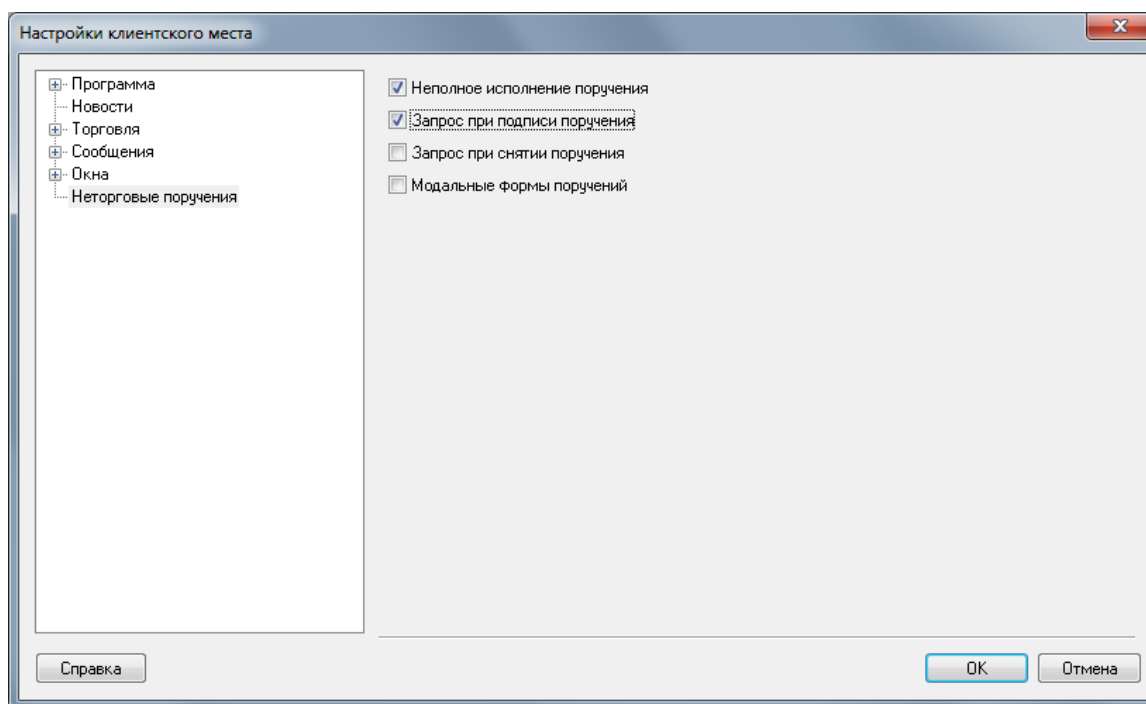 Настройки клиентского места
Программа
Новости
Торговля
Сообщения
Окна
Неторговые поручения
Неполное исполнение поручения
Запрос при подписи поручения
Запрос при снятии поручения
Модальные формы поручений
Справка
OK
Отмена